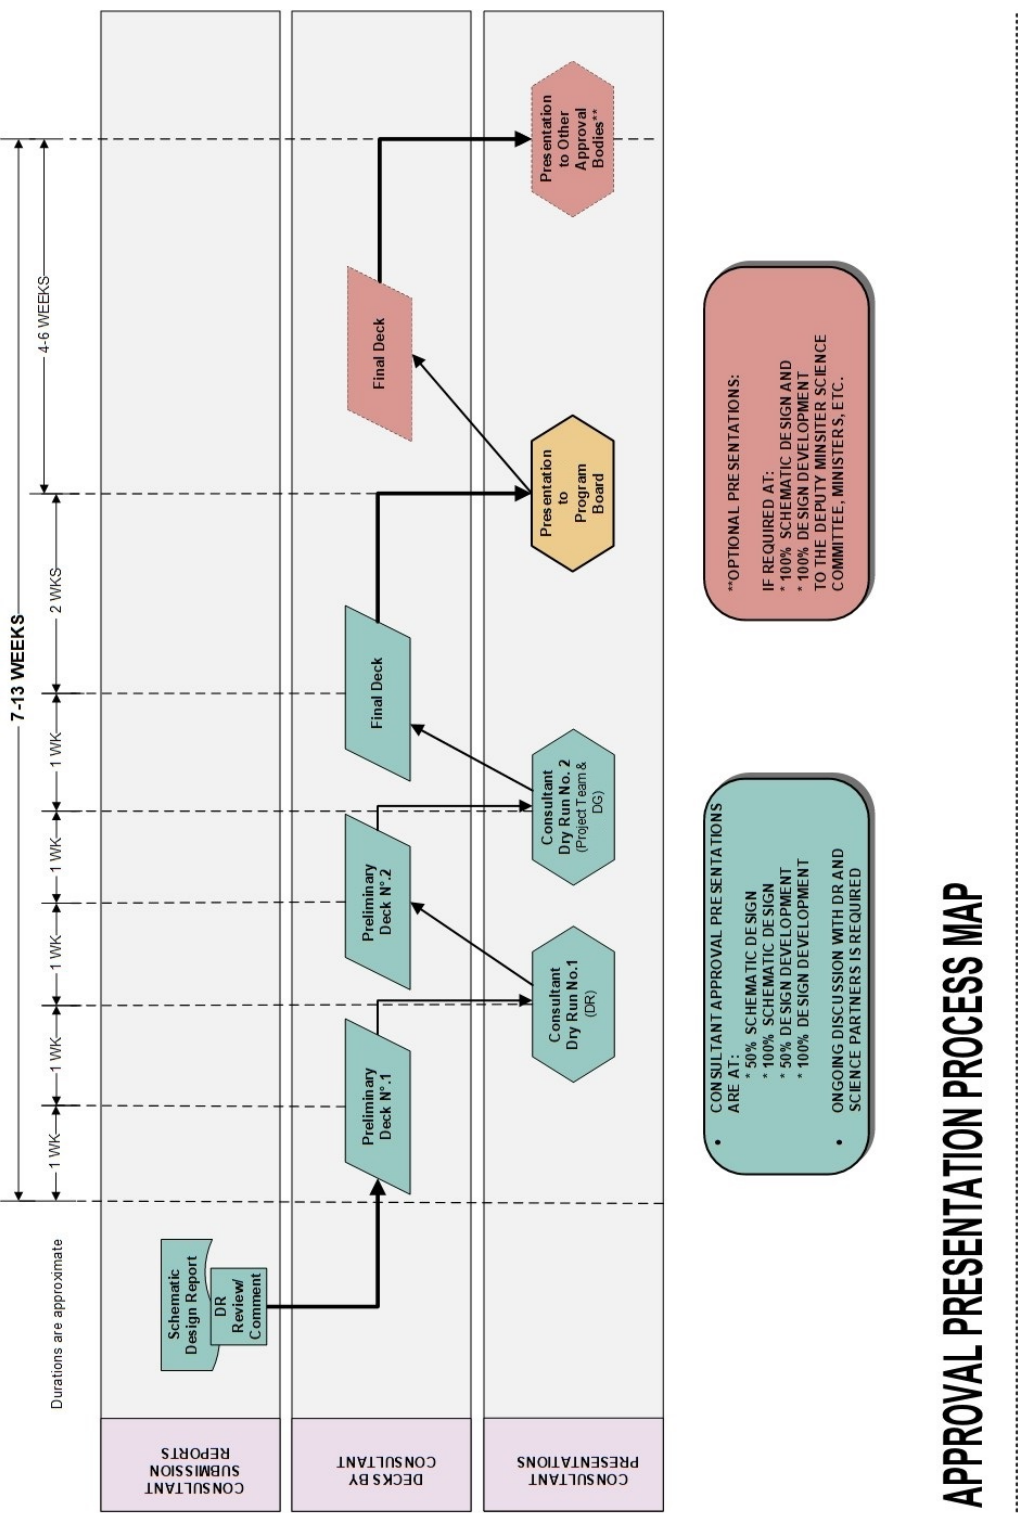 7-13 WEEKS
Durations are approximate
1 WK
1 WK
1 WK
1 WK
1 WK
2 WKS
4-6 WEEKS
CONSULTANT
SUBMISSION
REPORTS
Schematic
Design Report
DR
Review/
Comment
DECKS BY
CONSULTANT
Preliminary
Deck N°.1
Preliminary
Deck N°.2
Final Deck
Final Deck
CONSULTANT
PRESENTATIONS
Consultant
Dry Run No.1
(DR)
Consultant
Dry Run No. 2
(Project Team &
DG)
Presentation
to
Program
Board
Presentation
to Other
Approval
Bodies**
• CONSULTANT APPROVAL PRESENTATIONS
ARE AT:
* 50% SCHEMATIC DESIGN
* 100% SCHEMATIC DESIGN
* 50% DESIGN DEVELOPMENT
* 100% DESIGN DEVELOPMENT
• ONGOING DISCUSSION WITH DR AND
SCIENCE PARTNERS IS REQUIRED
**OPTIONAL PRESENTATIONS:
IF REQUIRED AT:
* 100% SCHEMATIC DESIGN AND
* 100% DESIGN DEVELOPMENT
TO THE DEPUTY MINSITER SCIENCE
COMMITTEE, MINISTERS, ETC.
APPROVAL PRESENTATION PROCESS MAP